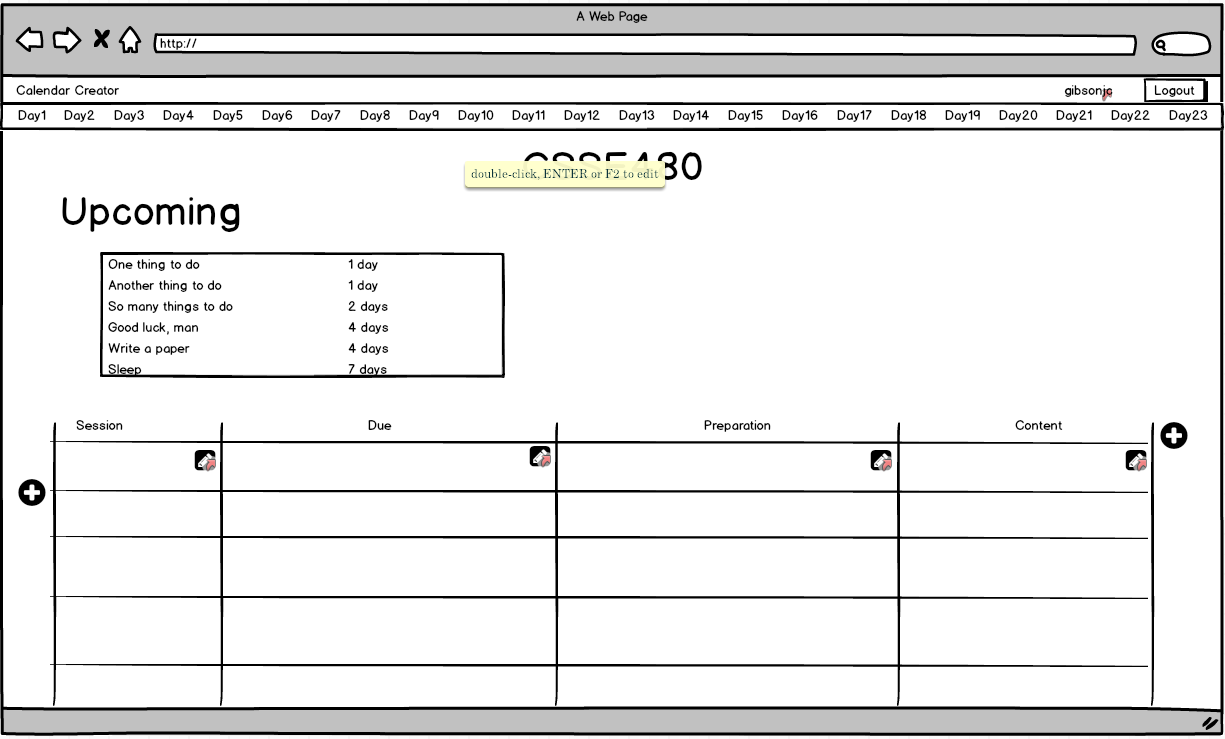 A Web Page
http://
Calendar Creator gibsonjc Logout
Day1 Day2 Day3 Day4 Day5 Day6 Day7 Day8 Day9 Day10 Day11 Day12 Day13 Day14 Day15 Day16 Day17 Day18 Day19 Day20 Day21 Day22 Day23
CSSE480
double-click, ENTER or F2 to edit
Upcoming
One thing to do 1 day
Another thing to do 1 day
So many things to do 2 days
Good luck, man 4 days
Write a paper 4 days
Sleep 7 days
Session Due Preparation Content